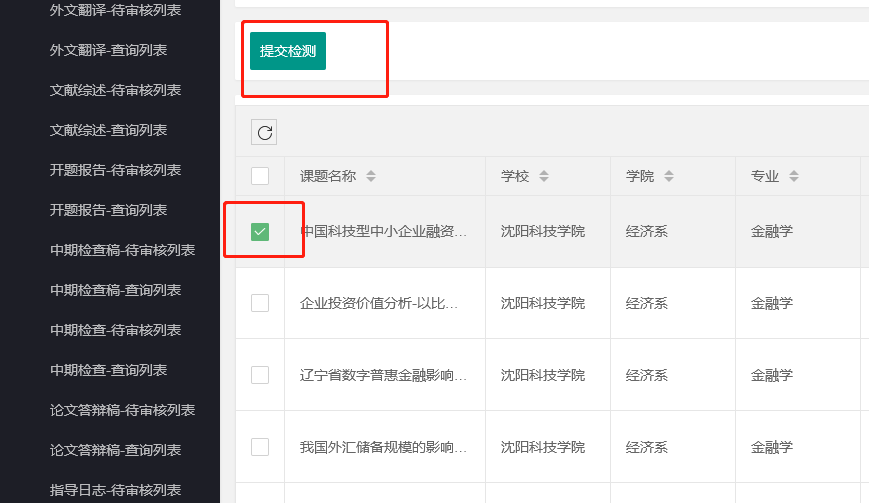 外文翻译-待审核列表
外文翻译-查询列表
文献综述-待审核列表
文献综述-查询列表
开题报告-待审核列表
开题报告-查询列表
中期检查稿-待审核列表
中期检查稿-查询列表
中期检查-待审核列表
中期检查-查询列表
论文答辩稿-待审核列表
论文答辩稿-查询列表
指导日志-待审核列表
提交检测
课题名称 学校 学院 专业
中国科技型中小企业融资... 沈阳科技学院 经济系 金融学
企业投资价值分析-以比... 沈阳科技学院 经济系 金融学
辽宁省数字普惠金融影响... 沈阳科技学院 经济系 金融学
我国外汇储备规模的影响... 沈阳科技学院 经济系 金融学